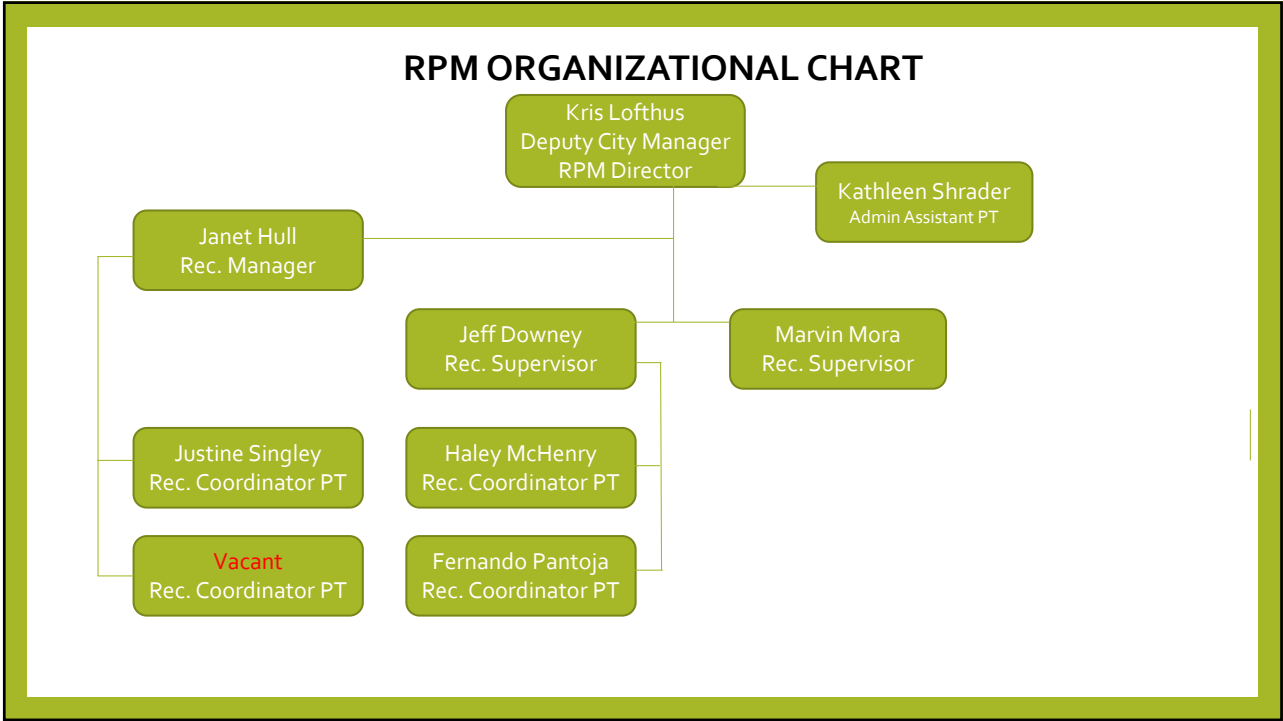 RPM ORGANIZATIONAL CHART
Kris Lofthus
Deputy City Manager
RPM Director
Kathleen Shrader
Admin Assistant PT
Janet Hull
Rec. Manager
Jeff Downey
Rec. Supervisor
Marvin Mora
Rec. Supervisor
Justine Singley
Rec. Coordinator PT
Haley McHenry
Rec. Coordinator PT
Vacant
Rec. Coordinator PT
Fernando Pantoja
Rec. Coordinator PT